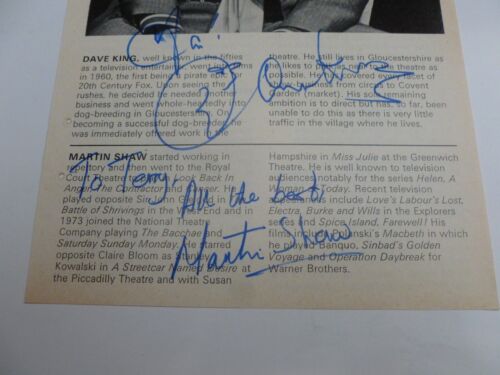 DAVE KING, well known in the fifties
as a television entertainer, went into films
in 1960, the first being a pirate epic for
20th Century Fox. Upon seeing the
rushes, he decided he needed another
business and went whole-heartedly into
dog-breeding in Gloucestershire. On
becoming a successful dog-breeder, he
was immediately offered work in the
theatre. He still lives in Gloucestershire as
he likes to be as near to the theatre as
possible. He has covered every facet of
show business from circus to Covent
Garden (market). His sole remaining
ambition is to direct but has, so far, been
unable to do this as there is very little
traffic in the village where he lives.
MARTIN SHAW started working in
repertory and then went to the Royal
Court Theatre Look Back In
Anger, The Contractor and
played opposite Sir in
Battle of Shrivings in the West End and in
1973 joined the National Theatre
Company playing The Bacchae and
Saturday Sunday Monday. He starred
opposite Claire Bloom as Stanley
Kowalski in A Streetcar Named Desire at
the Piccadilly Theatre and with Susan
Hampshire in Miss Julie at the Greenwich
Theatre. He is well known to television
audiences notably for the series Helen, A
Woman of Today. Recent television
appearances include Love's Labour's Lost,
Electra, Burke and Wills in the Explorers
series and Spice Island, Farewell! His
films include Polanski's Macbeth in which
he played Banquo, Sinbad's Golden
Voyage and Operation Daybreak for
Warner Brothers.
To Terry
All the best
Martin Shaw